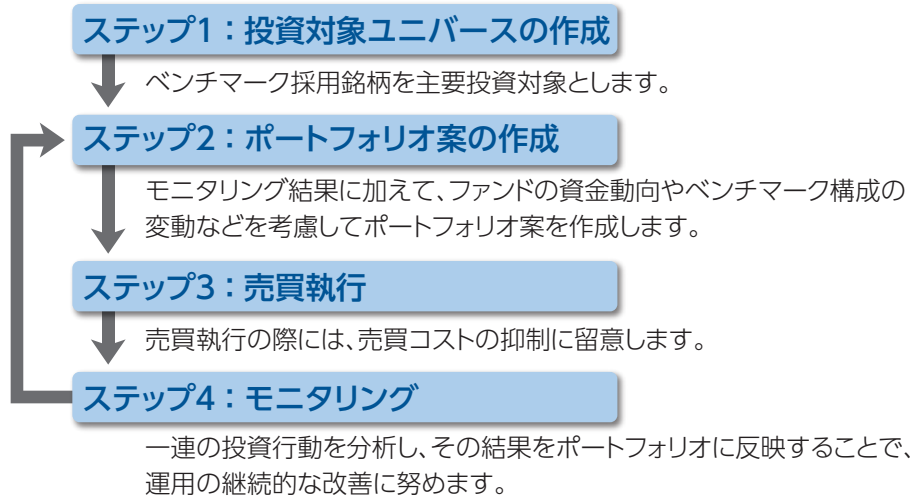 ステップ1：投資対象ユニバースの作成
ベンチマーク採用銘柄を主要投資対象とします。
ステップ2：ポートフォリオ案の作成
モニタリング結果に加えて、ファンドの資金動向やベンチマーク構成の
変動などを考慮してポートフォリオ案を作成します。
ステップ3：売買執行
売買執行の際には、売買コストの抑制に留意します。
ステップ4：モニタリング
一連の投資行動を分析し、その結果をポートフォリオに反映することで、
運用の継続的な改善に努めます。